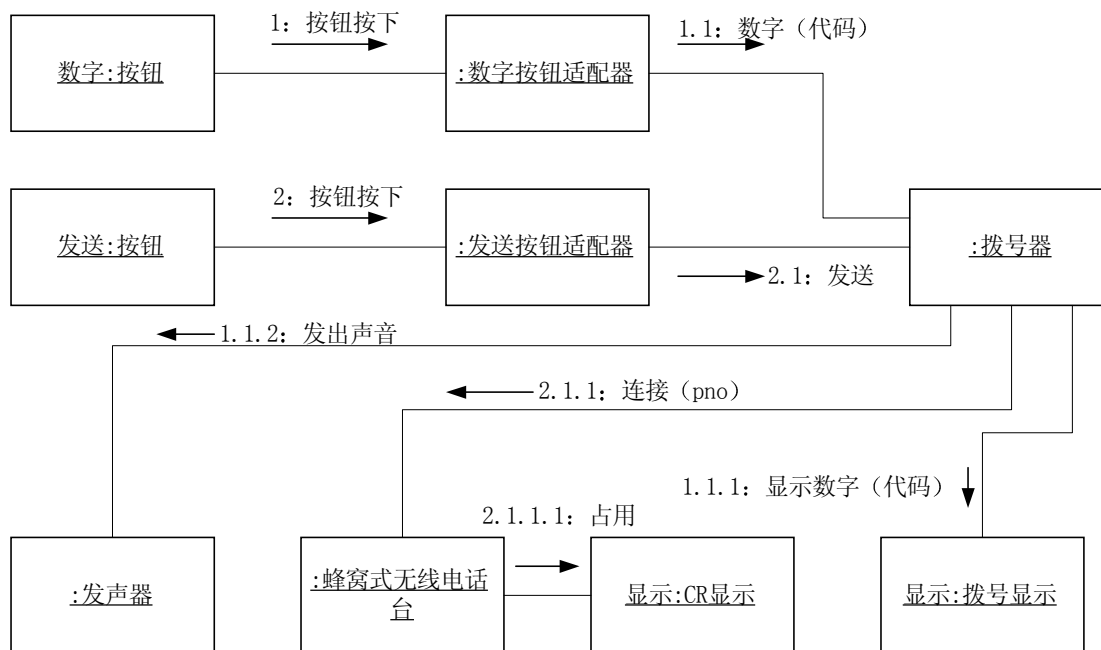 1：按钮按下
1.1：数字（代码）
数字:按钮
:数字按钮适配器
2：按钮按下
发送:按钮
:发送按钮适配器
:拨号器
2.1：发送
1.1.2：发出声音
2.1.1：连接（pno）
1.1.1：显示数字（代码）
2.1.1.1：占用
:发声器
:蜂窝式无线电话
台
显示:CR显示
显示:拨号显示